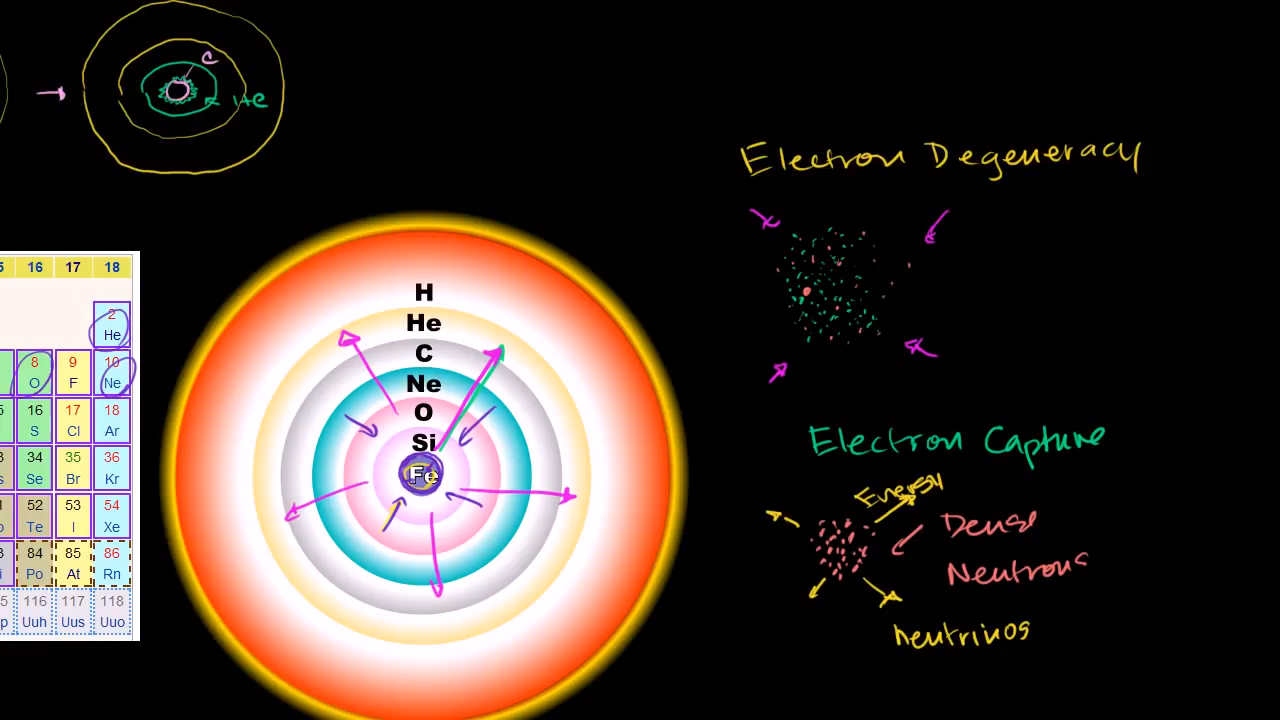 C
He
Electron Degeneracy
5 16 17 18
2
He
8 9 10
O F Ne
16 17 18
S Cl Ar
34 35 36
s Se Br Kr
52 53 54
Te I Xe
84 85 86
Po At Rn
5 116 117 118
p Uuh Uus Uuo
H
He
C
Ne
O
Si
Fe
Electron Capture
Energy
Dense
Neutrons
neutrinos